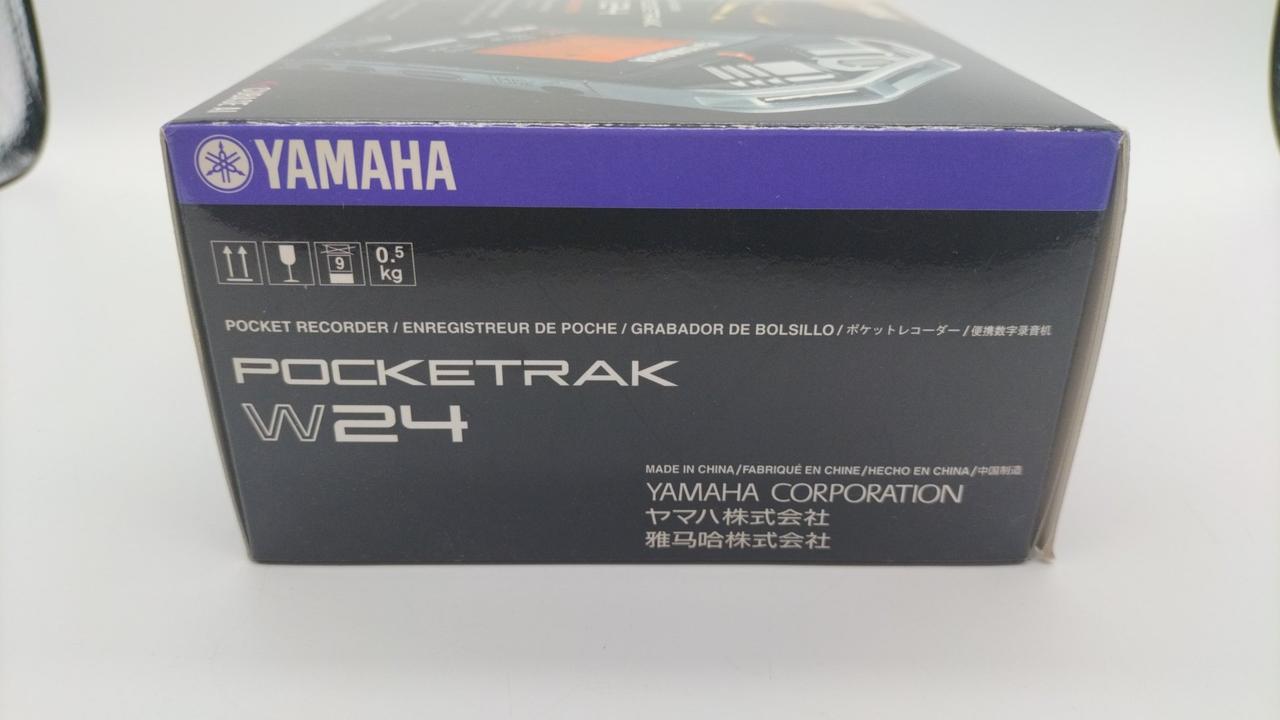 YAMAHA
9
0.5 kg
POCKET RECORDER / ENREGISTREUR DE POCHE / GRABADOR DE BOLSILLO / ポケットレコーダー / 便携数字录音机
POCKETRAK
W24
MADE IN CHINA/FABRIQUÉ EN CHINE/HECHO EN CHINA/中国制造
YAMAHA CORPORATION
ヤマハ株式会社
雅马哈株式会社